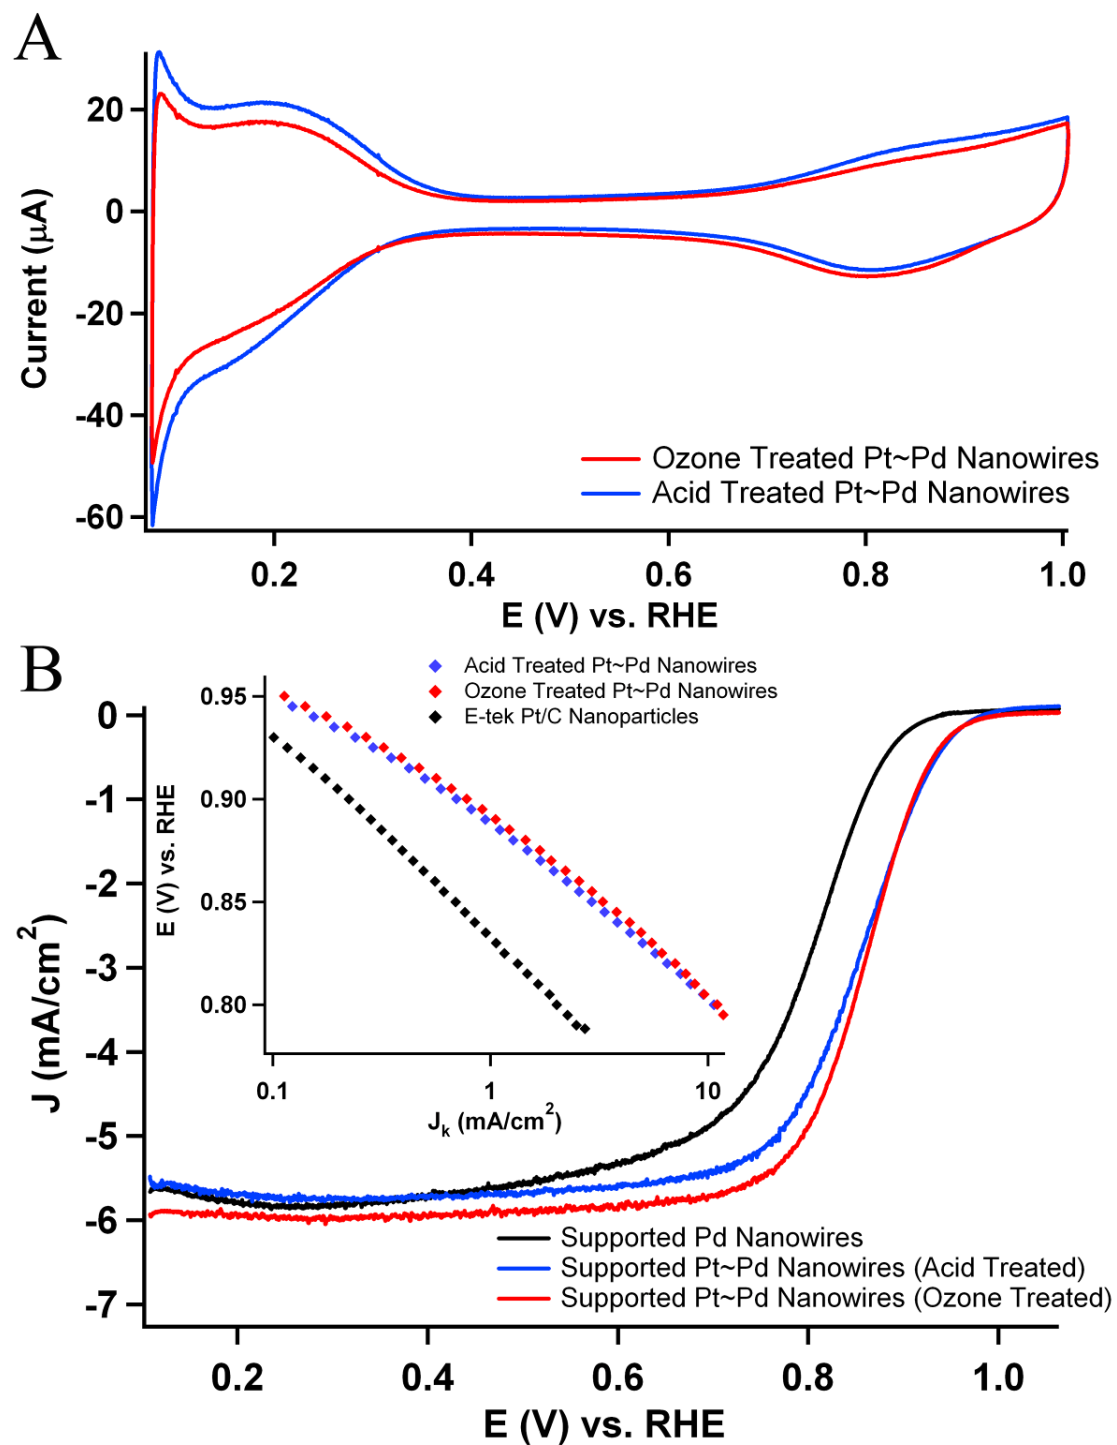 A
20
0
-20
-40
-60
Current (μA)
Ozone Treated Pt~Pd Nanowires
Acid Treated Pt~Pd Nanowires
0.2 0.4 0.6 0.8 1.0
E (V) vs. RHE
B
Acid Treated Pt~Pd Nanowires
Ozone Treated Pt~Pd Nanowires
E-tek Pt/C Nanoparticles
0.95
0.90
0.85
0.80
E (V) vs. RHE
0.1 1 10
Jk (mA/cm²)
0
-1
-2
-3
-4
-5
-6
-7
J (mA/cm²)
Supported Pd Nanowires
Supported Pt~Pd Nanowires (Acid Treated)
Supported Pt~Pd Nanowires (Ozone Treated)
0.2 0.4 0.6 0.8 1.0
E (V) vs. RHE